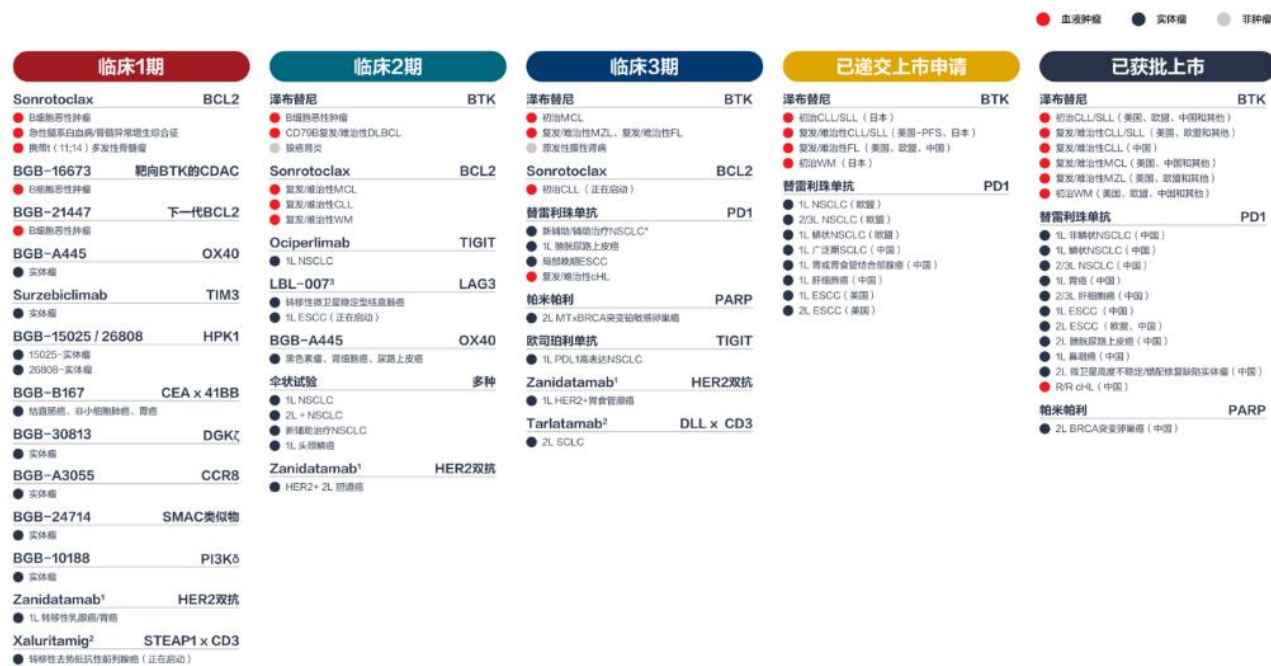 血液肿瘤 实体瘤 非肿瘤
临床1期
Sonrotoclax BCL2
B细胞恶性肿瘤
急性髓系白血病/骨髓异常增生综合征
携带t（11;14）多发性骨髓瘤
BGB-16673 靶向BTK的CDAC
B细胞恶性肿瘤
BGB-21447 下一代BCL2
B细胞恶性肿瘤
BGB-A445 OX40
实体瘤
Surzebiclimab TIM3
实体瘤
BGB-15025 / 26808 HPK1
15025-实体瘤
26808-实体瘤
BGB-B167 CEA x 41BB
结直肠癌、非小细胞肺癌、胃癌
BGB-30813 DGKζ
实体瘤
BGB-A3055 CCR8
实体瘤
BGB-24714 SMAC类似物
实体瘤
BGB-10188 PI3Kδ
实体瘤
Zanidatamab¹ HER2双抗
1L 转移性乳腺癌/胃癌
Xaluritamig² STEAP1 x CD3
转移性去势抵抗性前列腺癌（正在启动）
临床2期
泽布替尼 BTK
B细胞恶性肿瘤
CD79B复发/难治性DLBCL
狼疮肾炎
Sonrotoclax BCL2
复发/难治性MCL
复发/难治性CLL
复发/难治性WM
Ociperlimab TIGIT
1L NSCLC
LBL-007³ LAG3
转移性微卫星稳定型结直肠癌
1L ESCC（正在启动）
BGB-A445 OX40
黑色素瘤、肾细胞癌、尿路上皮癌
伞状试验 多种
1L NSCLC
2L + NSCLC
新辅助治疗NSCLC
1L 头颈鳞癌
Zanidatamab¹ HER2双抗
HER2+ 2L 胆道癌
临床3期
泽布替尼 BTK
初治MCL
复发/难治性MZL、复发/难治性FL
原发性膜性肾病
Sonrotoclax BCL2
初治CLL（正在启动）
替雷利珠单抗 PD1
新辅助/辅助治疗NSCLC*
1L 膀胱尿路上皮癌
局部晚期ESCC
复发/难治性cHL
帕米帕利 PARP
2L MTxBRCA突变铂敏感卵巢癌
欧司珀利单抗 TIGIT
1L PDL1高表达NSCLC
Zanidatamab¹ HER2双抗
1L HER2+胃食管腺癌
Tarlatamab² DLL x CD3
2L SCLC
已递交上市申请
泽布替尼 BTK
初治CLL/SLL（日本）
复发/难治性CLL/SLL（美国-PFS、日本）
复发/难治性FL（美国、欧盟、中国）
初治WM（日本）
替雷利珠单抗 PD1
1L NSCLC（欧盟）
2/3L NSCLC（欧盟）
1L 鳞状NSCLC（欧盟）
1L 广泛期SCLC（中国）
1L 胃或胃食管结合部腺癌（中国）
1L 肝细胞癌（中国）
1L ESCC（美国）
2L ESCC（美国）
已获批上市
泽布替尼 BTK
初治CLL/SLL（美国、欧盟、中国和其他）
复发/难治性CLL/SLL（美国、欧盟和其他）
复发/难治性CLL（中国）
复发/难治性MCL（美国、中国和其他）
复发/难治性MZL（美国、欧盟和其他）
初治WM（美国、欧盟、中国和其他）
替雷利珠单抗 PD1
1L 非鳞状NSCLC（中国）
1L 鳞状NSCLC（中国）
2/3L NSCLC（中国）
1L 胃癌（中国）
2/3L 肝细胞癌（中国）
1L ESCC（中国）
2L ESCC（欧盟、中国）
2L 膀胱尿路上皮癌（中国）
1L 鼻咽癌（中国）
2L 微卫星高度不稳定/错配修复缺陷实体瘤（中国）
R/R cHL（中国）
帕米帕利 PARP
2L BRCA突变卵巢癌（中国）